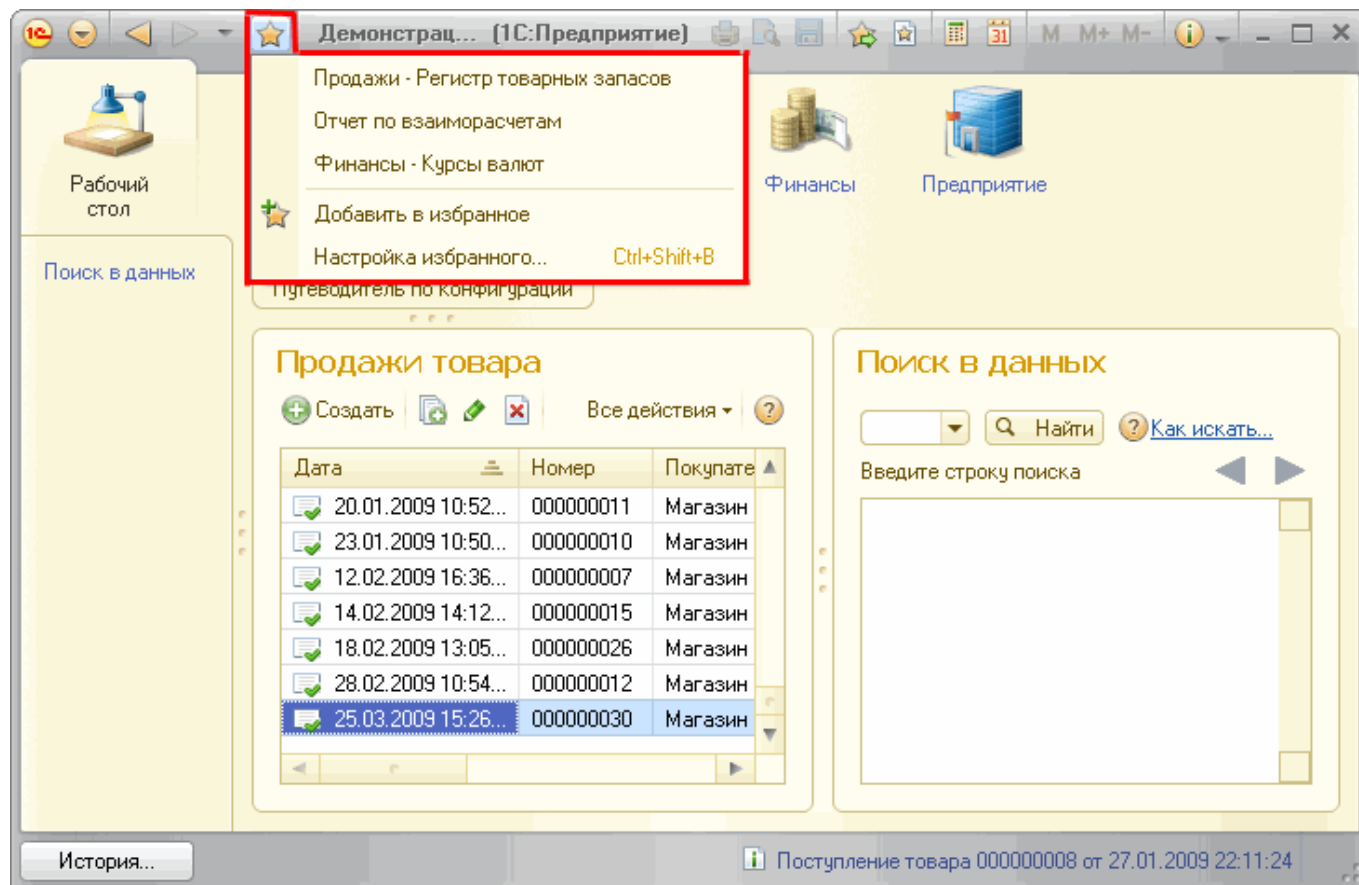 1С Демонстрац... (1С:Предприятие) 31 M M+ M-
Продажи - Регистр товарных запасов
Отчет по взаиморасчетам
Финансы - Курсы валют
Добавить в избранное
Настройка избранного... Ctrl+Shift+B
Рабочий
стол
Финансы
Предприятие
Поиск в данных
Путеводитель по конфигурации
Продажи товара
Создать Все действия ?
Дата Номер Покупате
20.01.2009 10:52... 000000011 Магазин
23.01.2009 10:50... 000000010 Магазин
12.02.2009 16:36... 000000007 Магазин
14.02.2009 14:12... 000000015 Магазин
18.02.2009 13:05... 000000026 Магазин
28.02.2009 10:54... 000000012 Магазин
25.03.2009 15:26... 000000030 Магазин
Поиск в данных
Найти ? Как искать...
Введите строку поиска
История...
i Поступление товара 000000008 от 27.01.2009 22:11:24